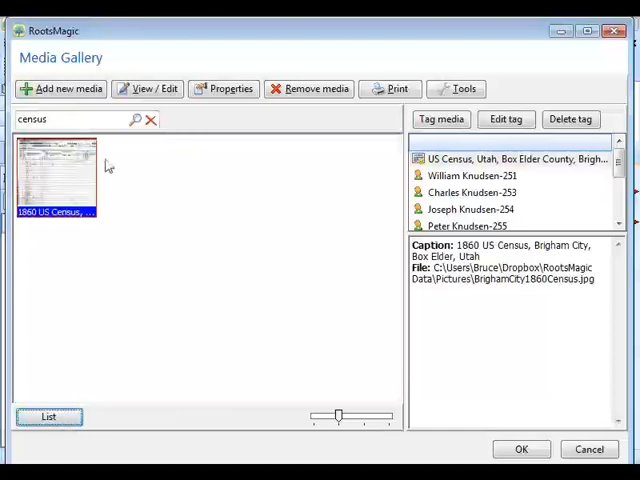 RootsMagic
Media Gallery
Add new media
View / Edit
Properties
Remove media
Print
Tools
census
Tag media
Edit tag
Delete tag
1860 US Census, ...
US Census, Utah, Box Elder County, Brigh...
William Knudsen-251
Charles Knudsen-253
Joseph Knudsen-254
Peter Knudsen-255
Caption: 1860 US Census, Brigham City,
Box Elder, Utah
File: C:\Users\Bruce\Dropbox\RootsMagic
Data\Pictures\BrighamCity1860Census.jpg
List
OK
Cancel